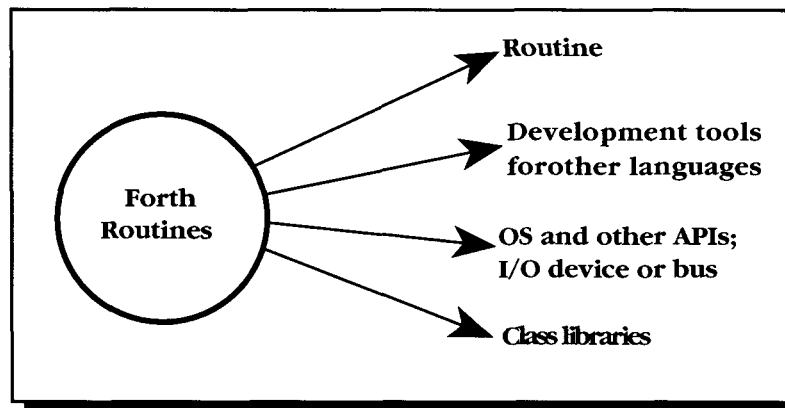 Routine
Development tools
forother languages
Forth
Routines
OS and other APIs;
I/O device or bus
Class libraries